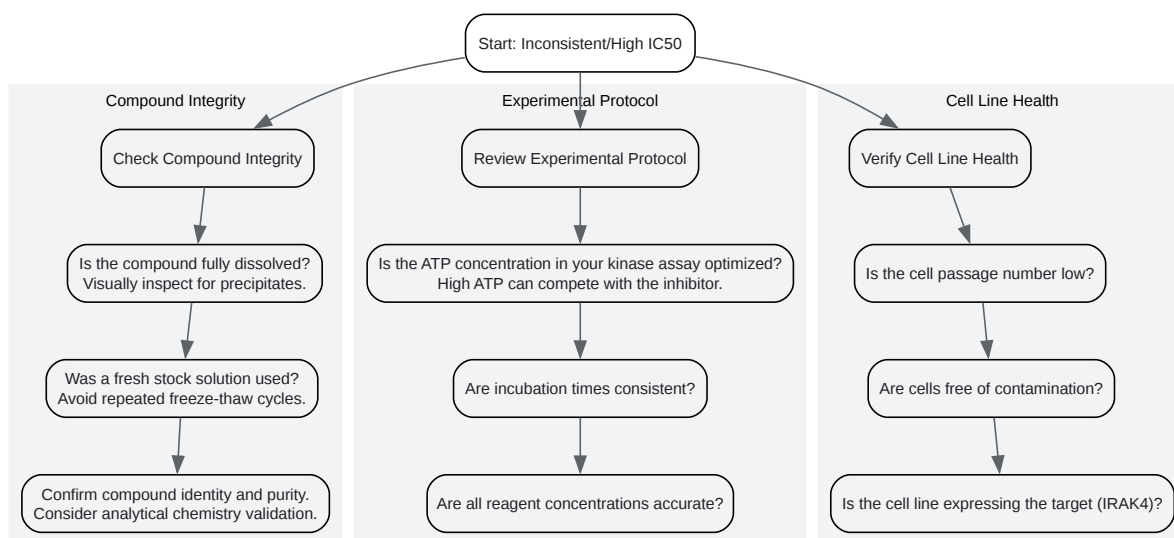 Start: Inconsistent/High IC50
Compound Integrity
Check Compound Integrity
Is the compound fully dissolved?
Visually inspect for precipitates.
Was a fresh stock solution used?
Avoid repeated freeze-thaw cycles.
Confirm compound identity and purity.
Consider analytical chemistry validation.
Experimental Protocol
Review Experimental Protocol
Is the ATP concentration in your kinase assay optimized?
High ATP can compete with the inhibitor.
Are incubation times consistent?
Are all reagent concentrations accurate?
Cell Line Health
Verify Cell Line Health
Is the cell passage number low?
Are cells free of contamination?
Is the cell line expressing the target (IRAK4)?